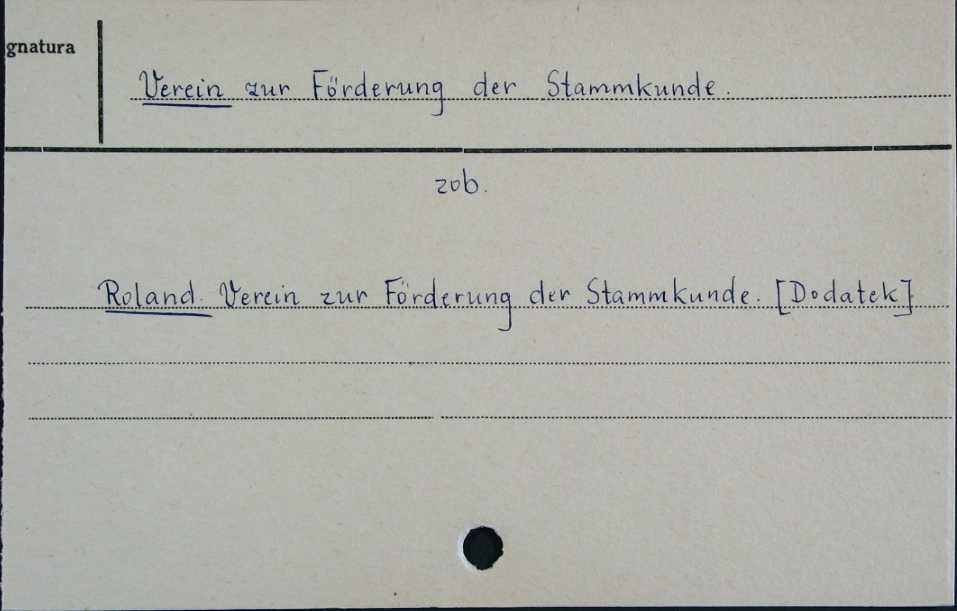 gnatura
Verein zur Förderung der Stammkunde.
zob.
Roland. Verein zur Förderung der Stammkunde. [Dodatek]